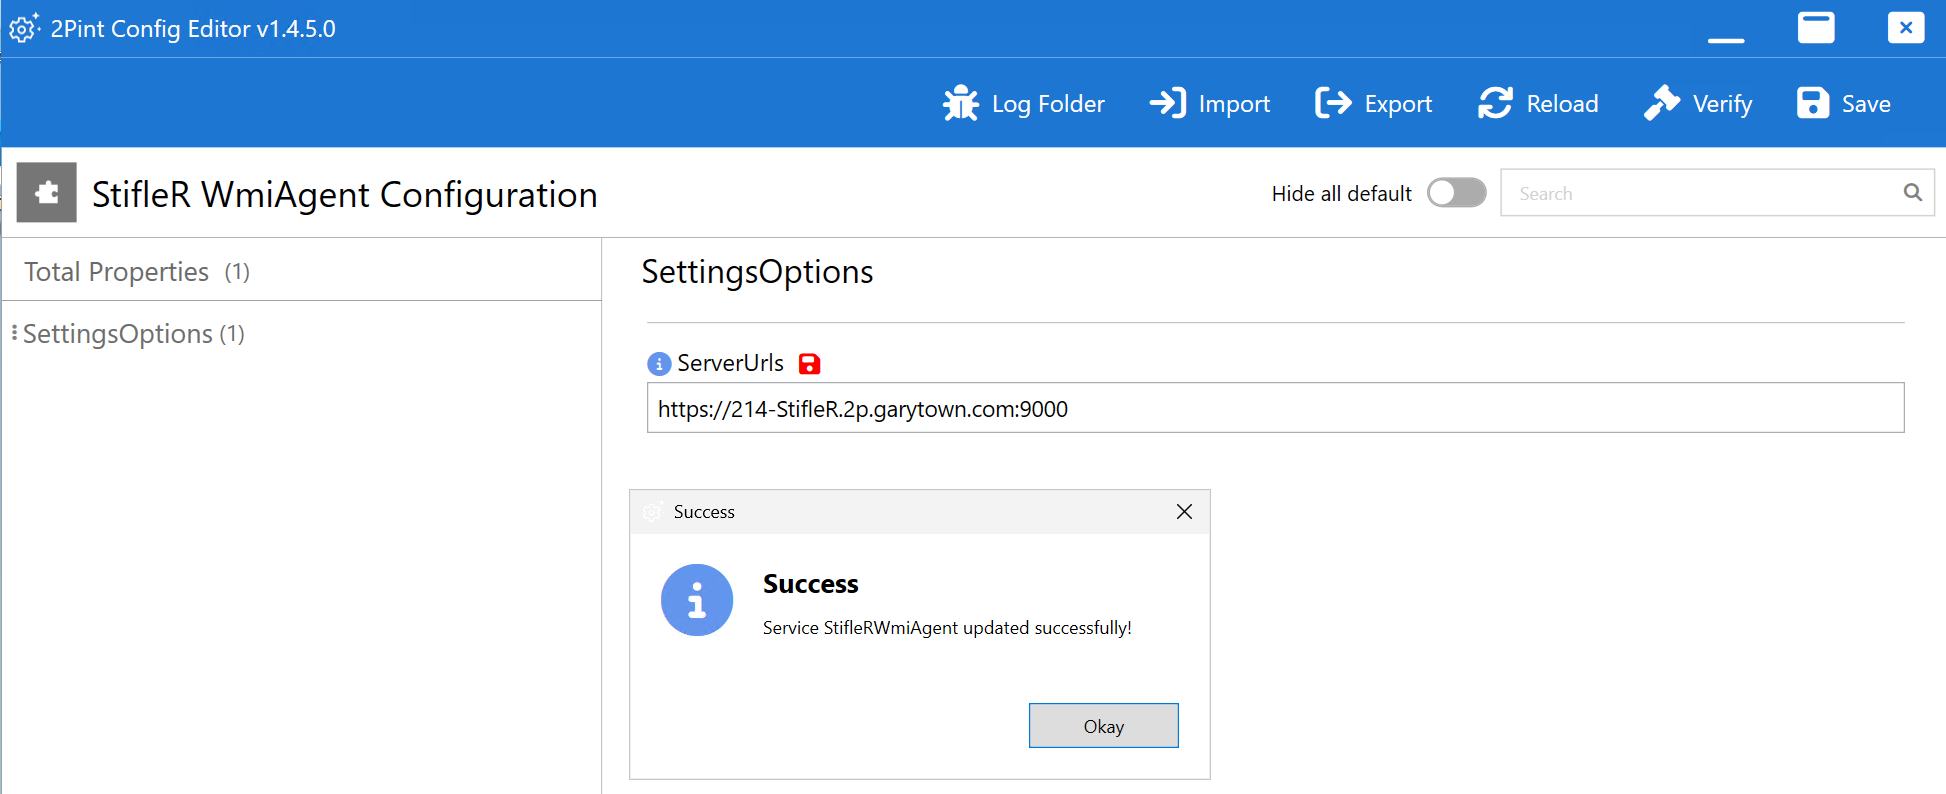 2Pint Config Editor v1.4.5.0
Log Folder Import Export Reload Verify Save
StifleR WmiAgent Configuration
Hide all default
Search
Total Properties (1)
SettingsOptions (1)
SettingsOptions
ServerUrls
https://214-StifleR.2p.garytown.com:9000
Success
Success
Service StifleRWmiAgent updated successfully!
Okay